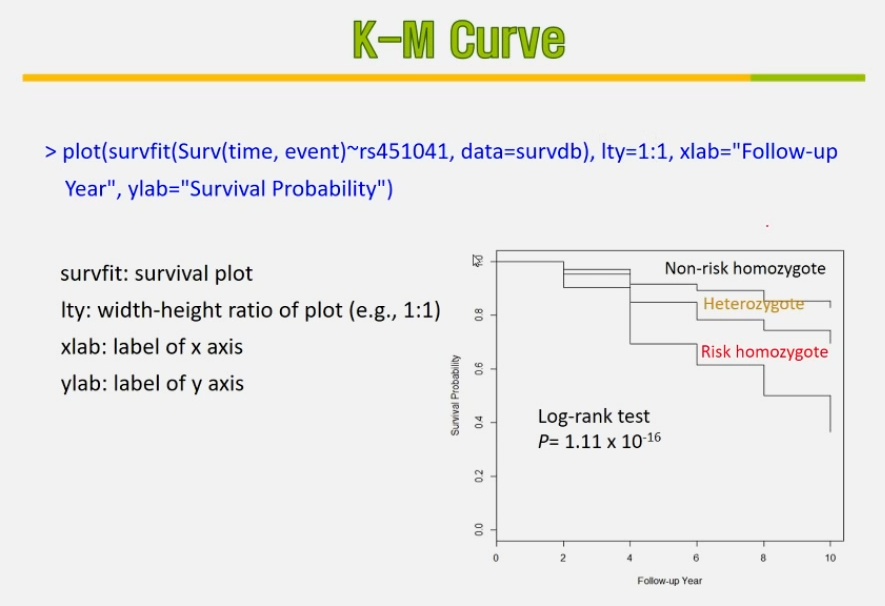 K-M Curve
> plot(survfit(Surv(time, event)~rs451041, data=survdb), lty=1:1, xlab="Follow-up
Year", ylab="Survival Probability")
survfit: survival plot
lty: width-height ratio of plot (e.g., 1:1)
xlab: label of x axis
ylab: label of y axis
Non-risk homozygote
Heterozygote
Risk homozygote
Log-rank test
P= 1.11 x 10-16
Survival Probability
0.8
0.6
0.4
0.2
0.0
0 2 4 6 8 10
Follow-up Year